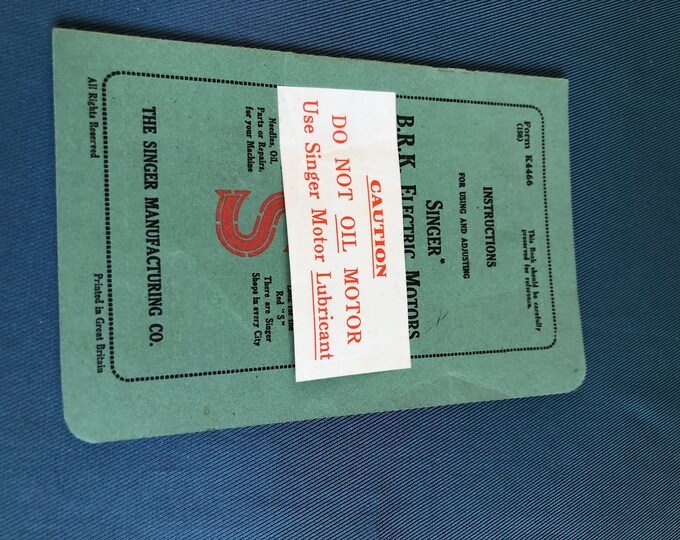 Form K4466
(150)
This Book should be carefully
preserved for reference.
INSTRUCTIONS
FOR USING AND ADJUSTING
SINGER*
B.R.K. ELECTRIC MOTORS
CAUTION
DO NOT OIL MOTOR
Use Singer Motor Lubricant
Needles, Oil,
Parts or Repairs,
for your Machine
Red "S"
There are Singer
Shops in every City
THE SINGER MANUFACTURING CO.
All Rights Reserved
Printed in Great Britain